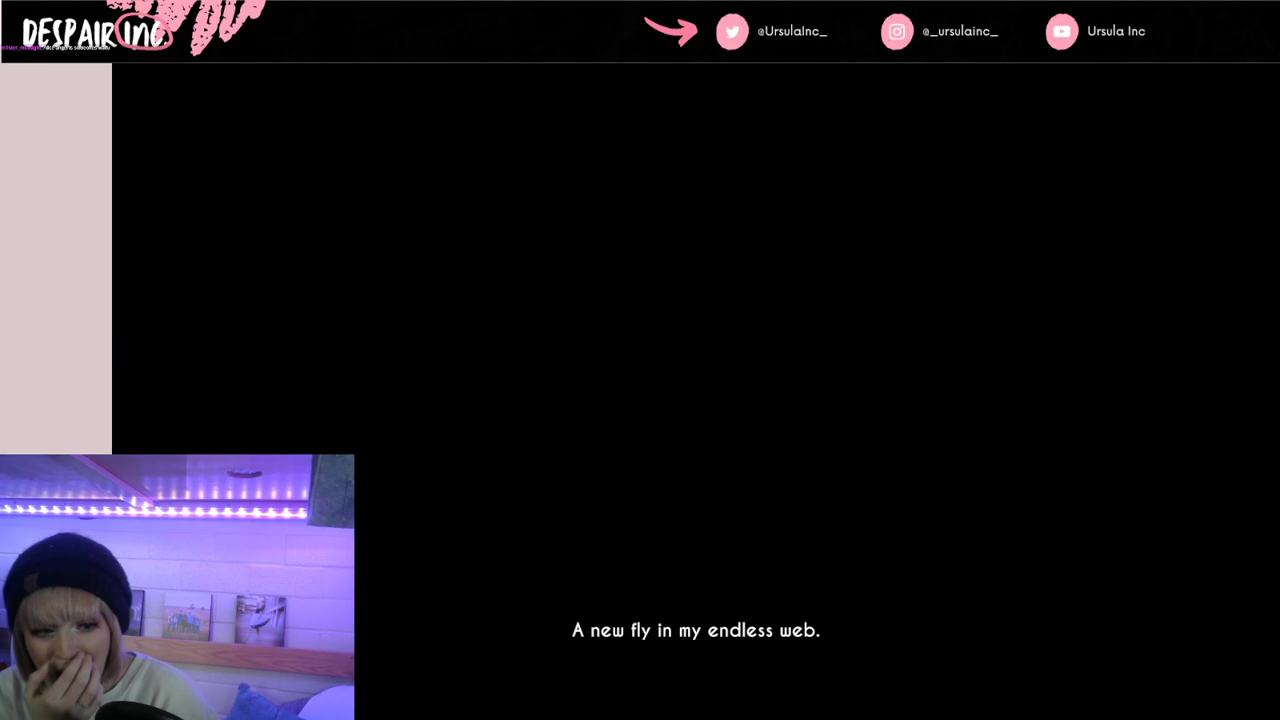 DESPAIR INC.
@UrsulaInc_
@_ursulainc_
Ursula Inc
A new fly in my endless web.